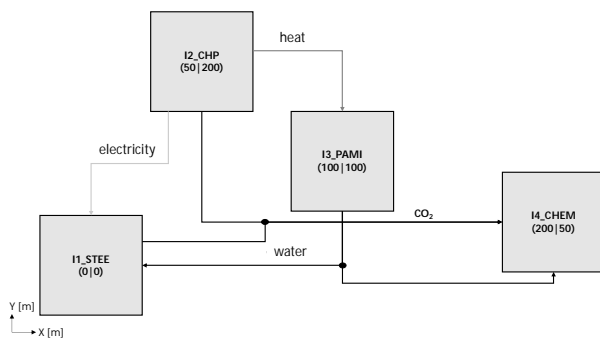 I2_CHP
(50|200)
heat
I3_PAMI
(100|100)
electricity
I4_CHEM
(200|50)
CO₂
I1_STEE
(0|0)
water
Y [m]
X [m]